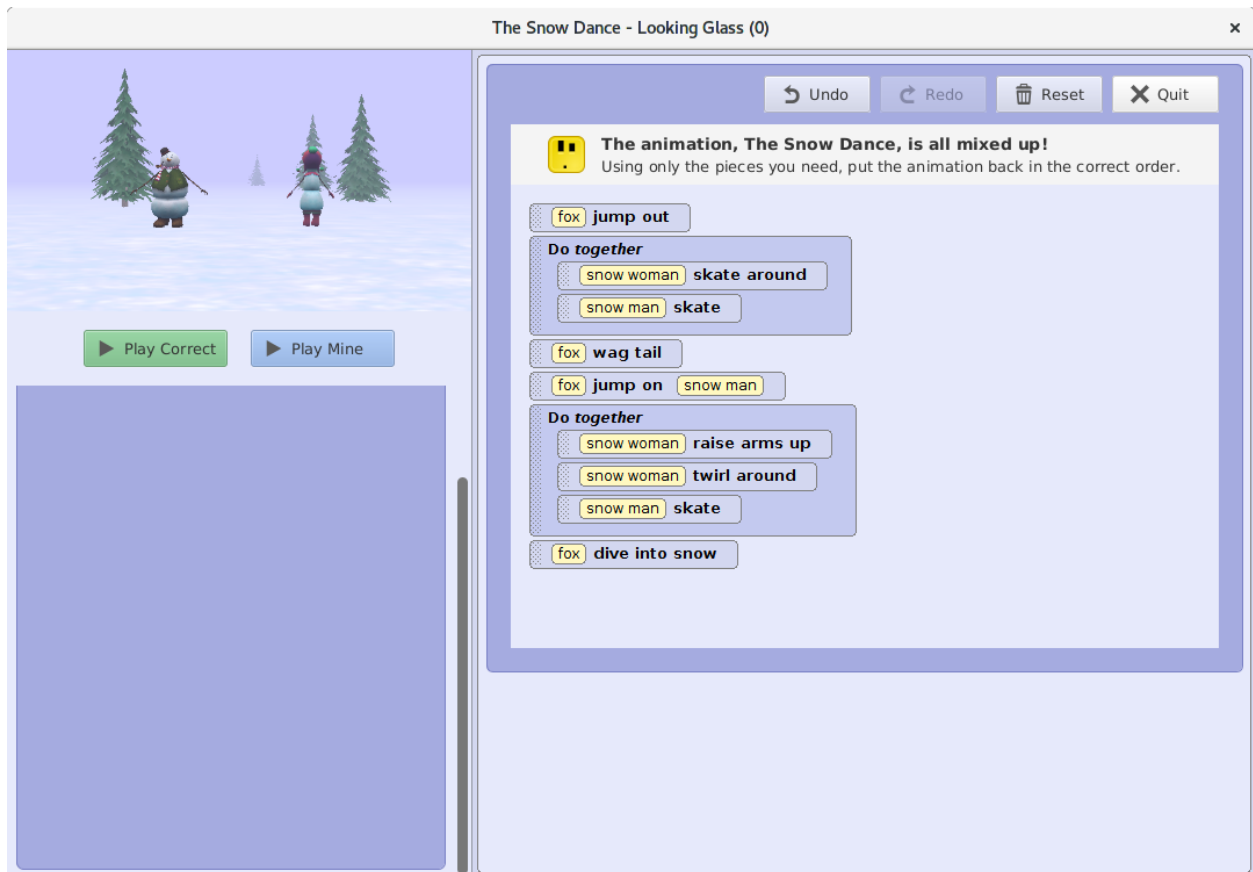 The Snow Dance - Looking Glass (0) ×
Undo Redo Reset Quit
The animation, The Snow Dance, is all mixed up!
Using only the pieces you need, put the animation back in the correct order.
fox jump out
Do together
snow woman skate around
snow man skate
Play Correct Play Mine
fox wag tail
fox jump on snow man
Do together
snow woman raise arms up
snow woman twirl around
snow man skate
fox dive into snow